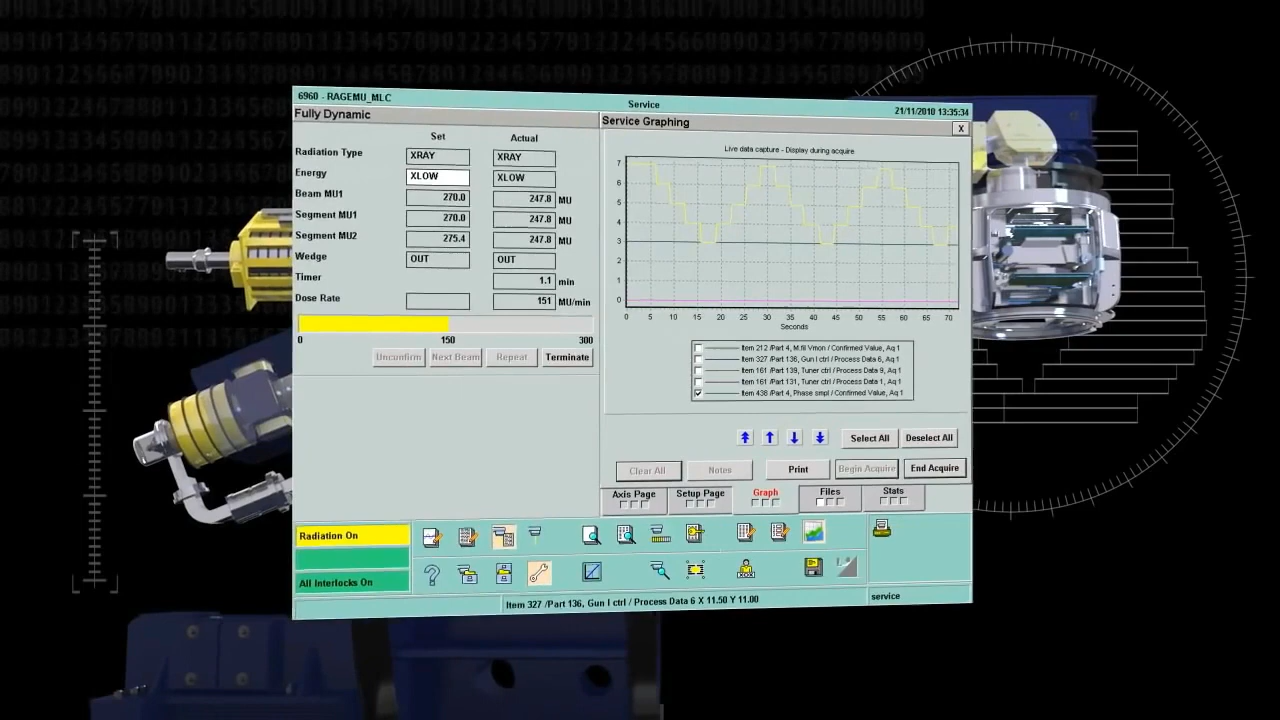 6960 - RAGEMU_MLC
Service
21/11/2010 13:35:34
Fully Dynamic
Set Actual
Radiation Type XRAY XRAY
Energy XLOW XLOW
Beam MU1 270.0 247.8 MU
Segment MU1 270.0 247.8 MU
Segment MU2 275.4 247.8 MU
Wedge OUT OUT
Timer 1.1 min
Dose Rate 151 MU/min
0 150 300
Unconfirm Next Beam Repeat Terminate
Service Graphing X
Live data capture - Display during acquire
7
6
5
4
3
2
1
0
0 5 10 15 20 25 30 35 40 45 50 55 60 65 70
Seconds
Item 212 /Part 4, M.fil Vmon / Confirmed Value, Aq 1
Item 327 /Part 136, Gun I ctrl / Process Data 6, Aq 1
Item 161 /Part 139, Tuner ctrl / Process Data 9, Aq 1
Item 161 /Part 131, Tuner ctrl / Process Data 1, Aq 1
Item 438 /Part 4, Phase smpl / Confirmed Value, Aq 1
Select All Deselect All
Clear All Notes Print Begin Acquire End Acquire
Axis Page Setup Page Graph Files Stats
Radiation On
All Interlocks On
Item 327 /Part 136, Gun I ctrl / Process Data 6 X 11.50 Y 11.00
service